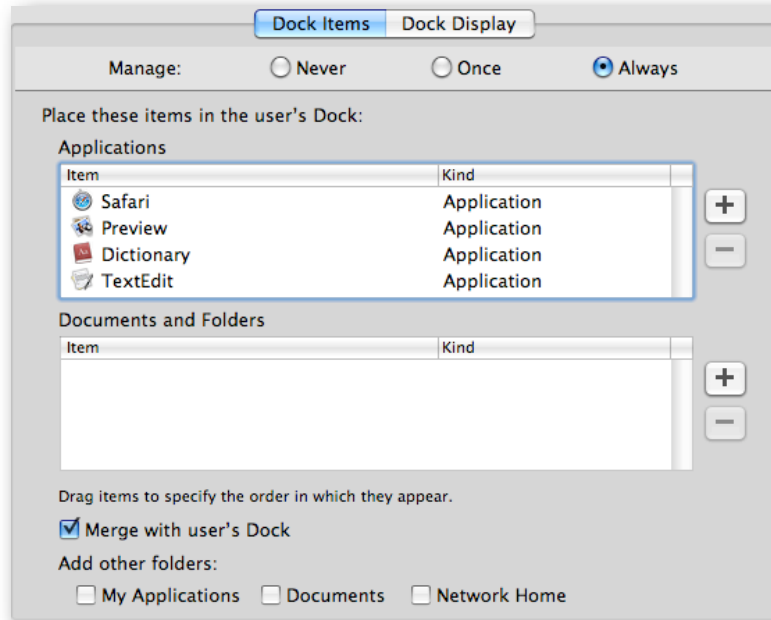 Dock Items Dock Display
Manage: Never Once Always
Place these items in the user's Dock:
Applications
Item Kind
Safari Application
Preview Application
Dictionary Application
TextEdit Application
Documents and Folders
Item Kind
Drag items to specify the order in which they appear.
Merge with user's Dock
Add other folders:
My Applications Documents Network Home